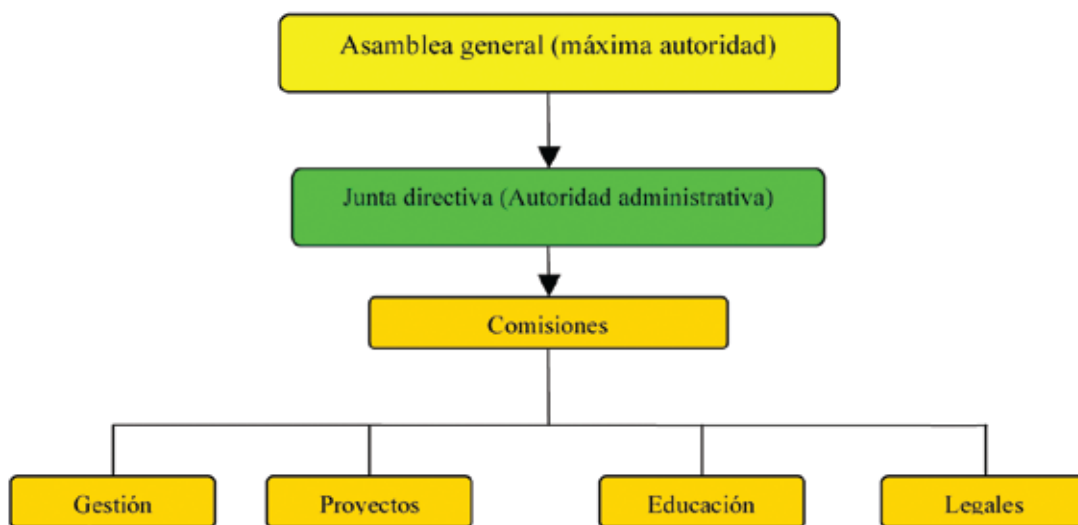 Asamblea general (máxima autoridad)
Junta directiva (Autoridad administrativa)
Comisiones
Gestión
Proyectos
Educación
Legales